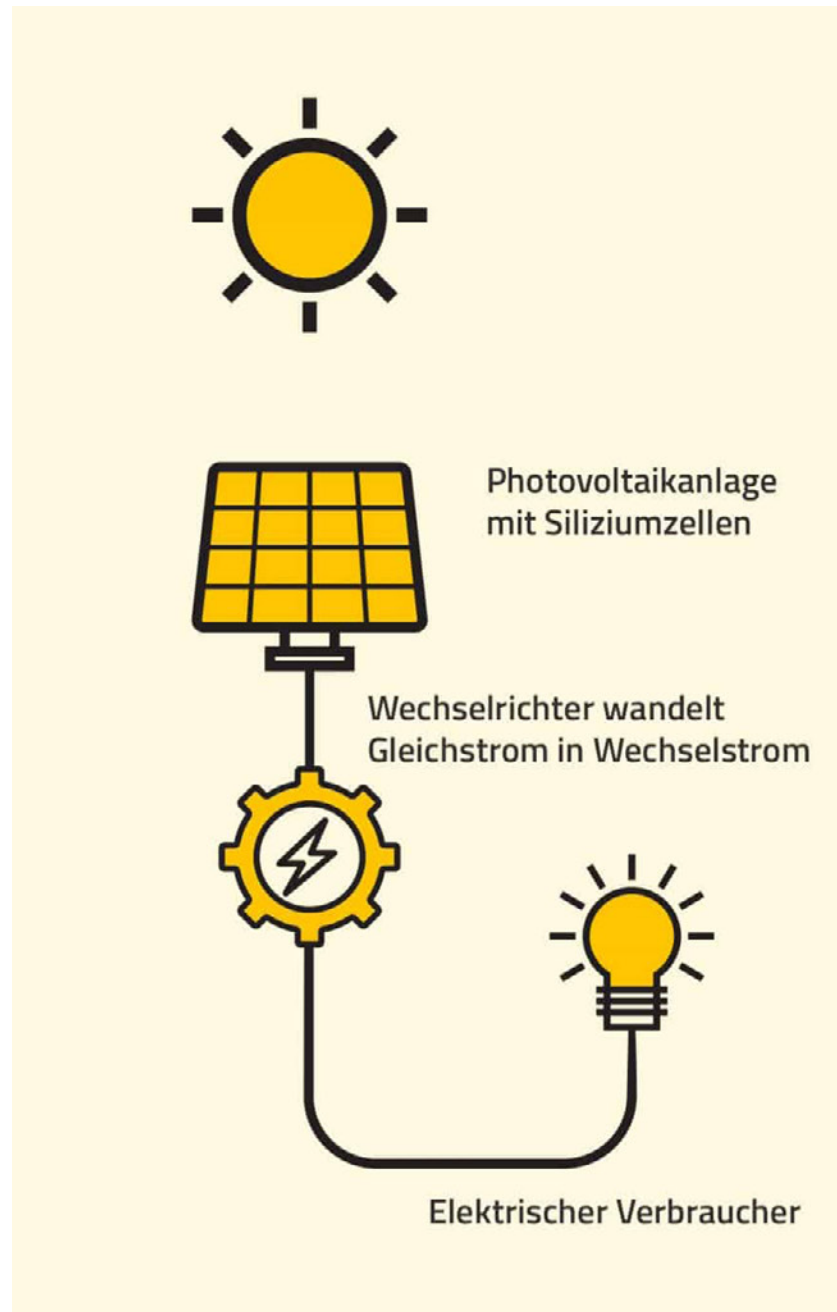 Photovoltaikanlage
mit Siliziumzellen
Wechselrichter wandelt
Gleichstrom in Wechselstrom
Elektrischer Verbraucher